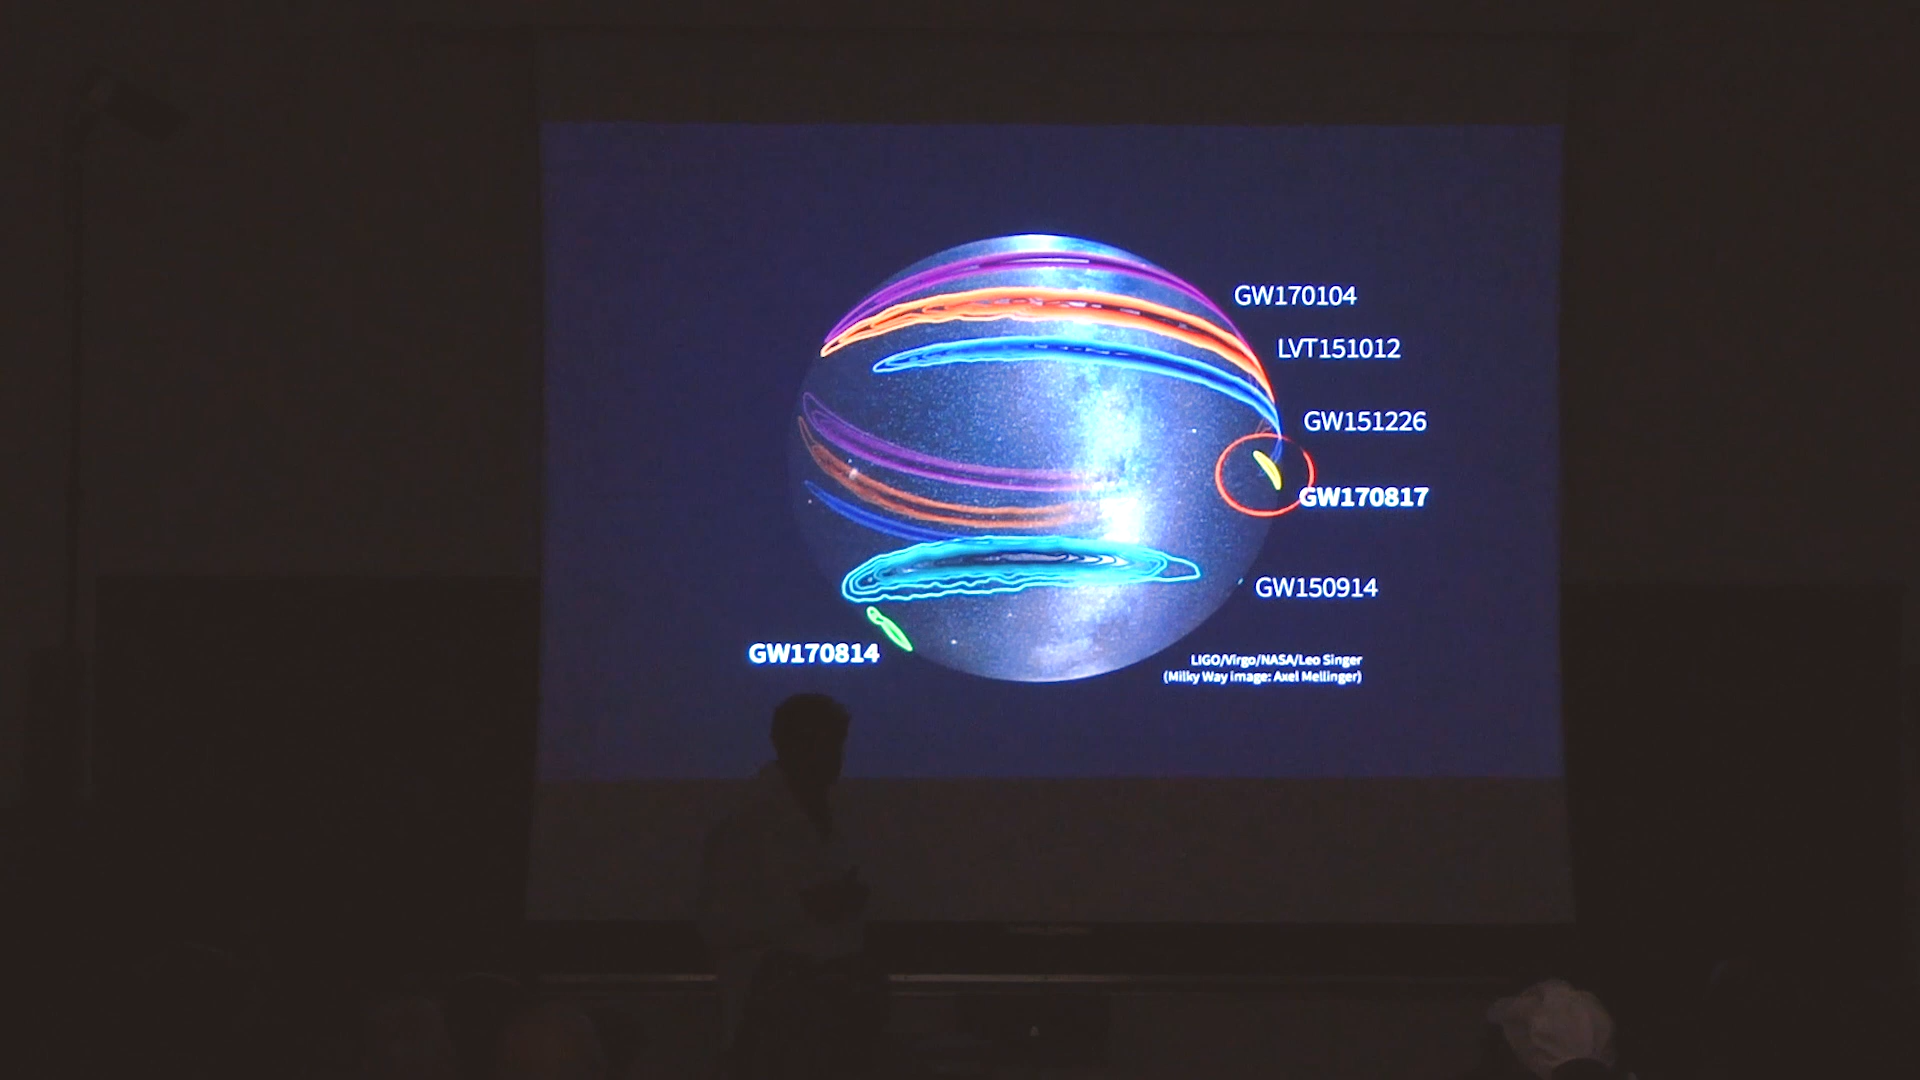 GW170104
LVT151012
GW151226
GW170817
GW150914
GW170814
LIGO/Virgo/NASA/Leo Singer
(Milky Way image: Axel Mellinger)